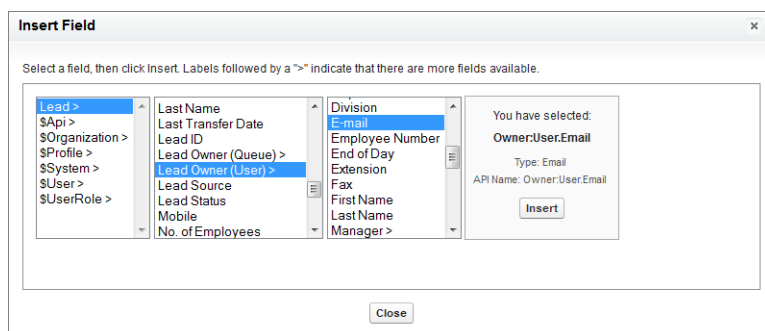 Insert Field
×
Select a field, then click Insert. Labels followed by a ">" indicate that there are more fields available.
Lead >
$Api >
$Organization >
$Profile >
$System >
$User >
$UserRole >
Last Name
Last Transfer Date
Lead ID
Lead Owner (Queue) >
Lead Owner (User) >
Lead Source
Lead Status
Mobile
No. of Employees
Division
E-mail
Employee Number
End of Day
Extension
Fax
First Name
Last Name
Manager >
You have selected:
Owner:User.Email
Type: Email
API Name: Owner:User.Email
Insert
Close